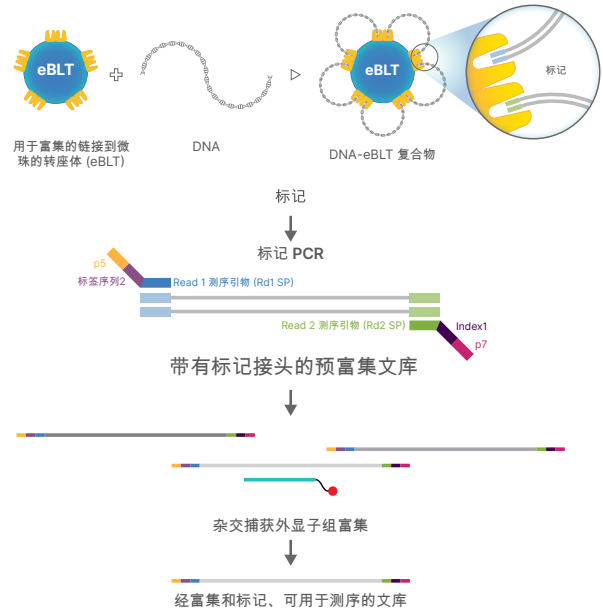 eBLT
eBLT
标记
用于富集的链接到微
珠的转座体 (eBLT)
DNA
DNA-eBLT 复合物
标记
标记 PCR
p5
标签序列2
Read 1 测序引物 (Rd1 SP)
Read 2 测序引物 (Rd2 SP)
Index1
p7
带有标记接头的预富集文库
杂交捕获外显子组富集
经富集和标记、可用于测序的文库